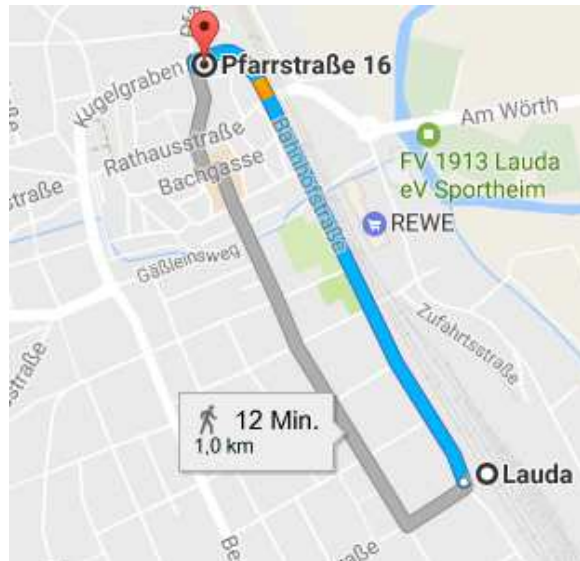 Pfarrstraße 16
Kugelgraben
Am Wörth
Rathausstraße
FV 1913 Lauda
eV Sportheim
Bachgasse
Bahnhofstraße
straße
REWE
Gäßleinsweg
Zufahrtsstraße
straße
12 Min.
1,0 km
Lauda
Be
straße